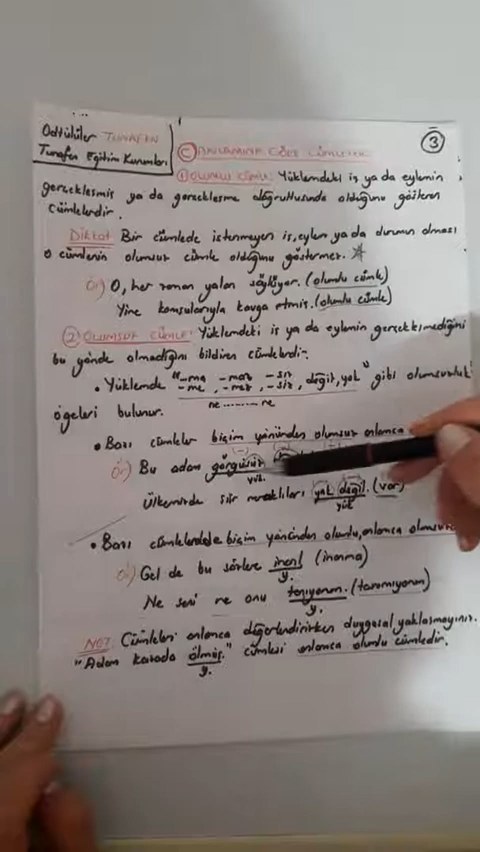 Odtülüler TUNAFEN
Tunafen Eğitim Kurumları
3
C ANLAMINA GÖRE CÜMLELER
1) OLUMLU CÜMLE: Yüklemdeki iş ya da eylemin
gerçekleşmiş ya da gerçekleşme doğrultusunda olduğunu gösteren
cümlelerdir.
Dikkat Bir cümlede istenmeyen iş, eylem ya da durumun olması
o cümlenin olumsuz cümle olduğunu göstermez.
Ör) O, her zaman yalan söylüyor. (olumlu cümle)
Yine komşularıyla kavga etmiş. (olumlu cümle)
2) OLUMSUZ CÜMLE: Yüklemdeki iş ya da eylemin gerçekleşmediğini
bu yönde olmadığını bildiren cümlelerdir.
• Yüklemde "-ma, -maz, -sız
-me, -mez, -siz, değil, yok" gibi olumsuzluk
öğeleri bulunur.
ne ......... ne
• Bazı cümleler biçim yönünden olumsuz anlamca
Ör) Bu adam görgüsüz
yük.
Ülkemizde şiir meraklıları yok değil. (var)
yük
• Bazı cümlelerde biçim yönünden olumlu, anlamca
Ör) Gel de bu sözlere inan! (inanma)
y.
Ne seni ne onu tanıyorum. (tanımıyorum)
y.
NOT: Cümleleri anlamca değerlendirirken duygusal yaklaşmayınız.
"Adam kazada ölmüş." cümlesi anlamca olumlu cümledir.
y.